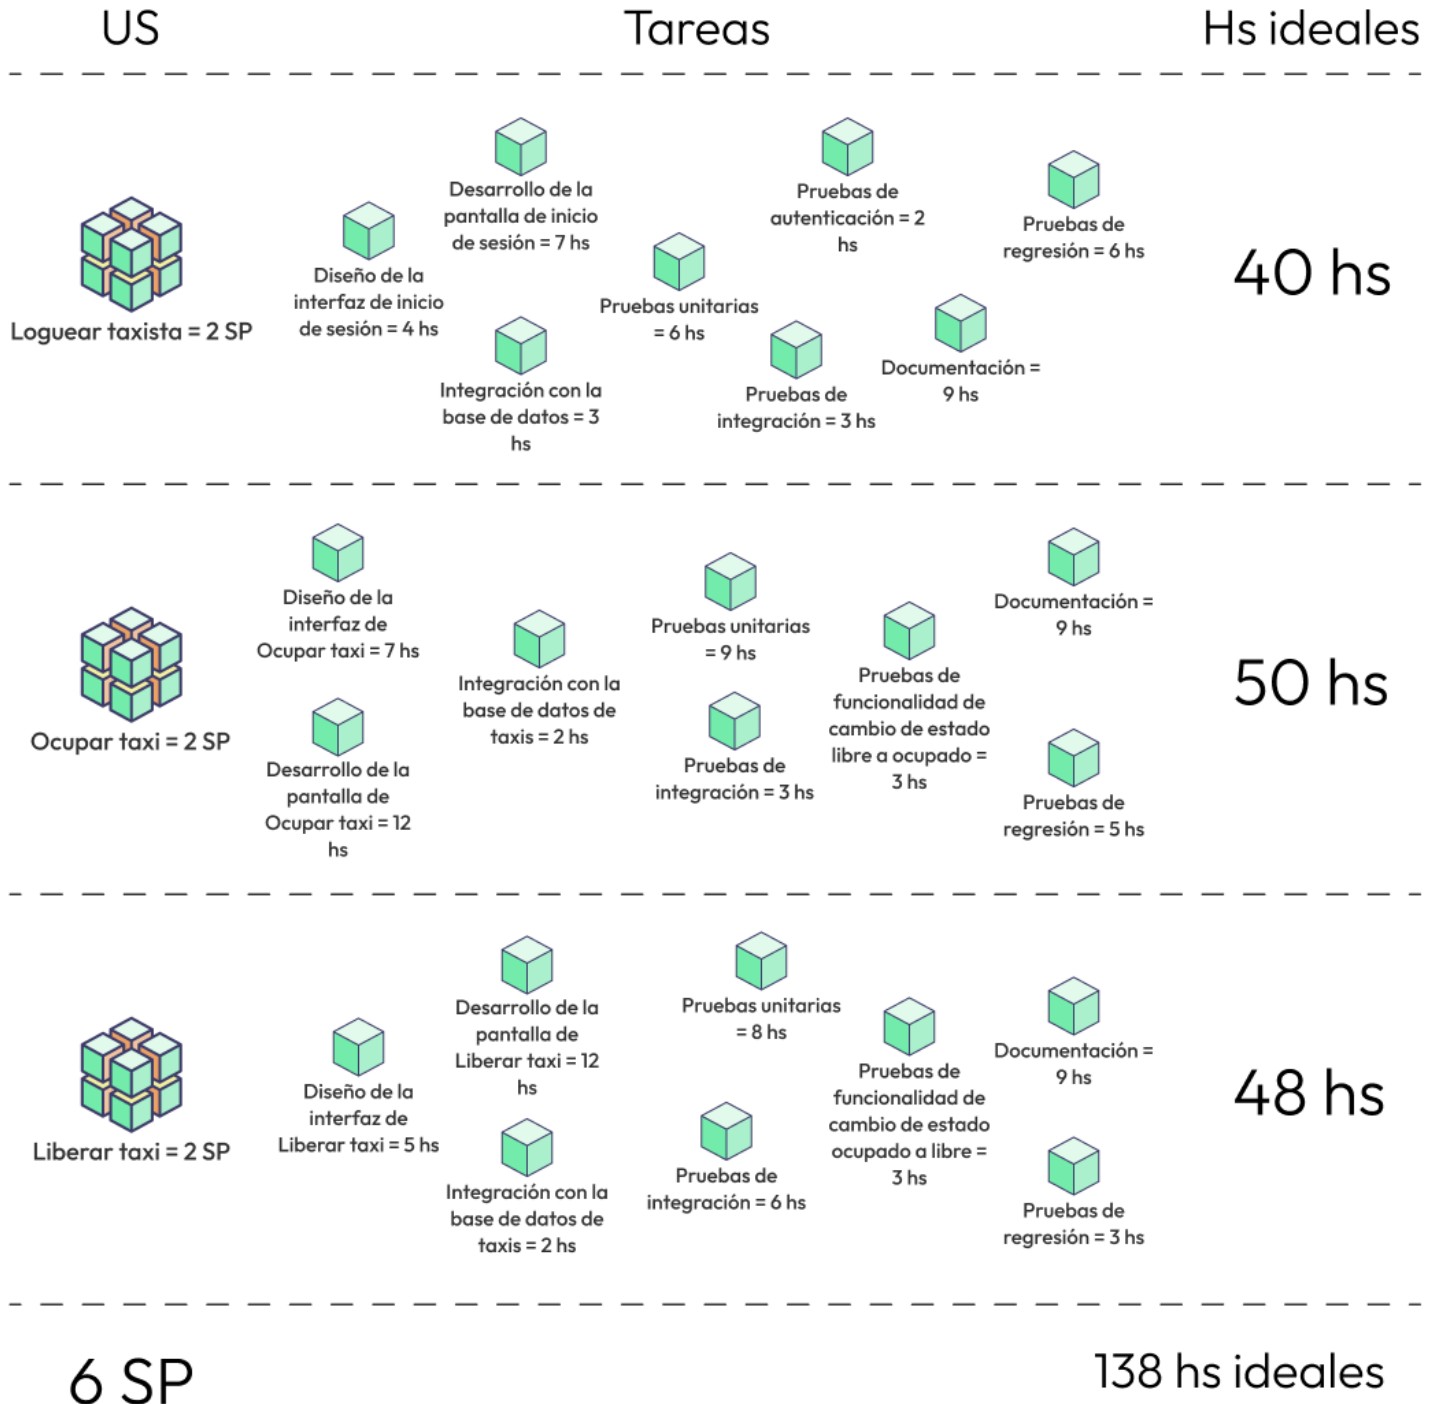 US
Tareas
Hs ideales
Loguear taxista = 2 SP
Diseño de la
interfaz de inicio
de sesión = 4 hs
Desarrollo de la
pantalla de inicio
de sesión = 7 hs
Integración con la
base de datos = 3
hs
Pruebas unitarias
= 6 hs
Pruebas de
autenticación = 2
hs
Pruebas de
integración = 3 hs
Documentación =
9 hs
Pruebas de
regresión = 6 hs
40 hs
Ocupar taxi = 2 SP
Diseño de la
interfaz de
Ocupar taxi = 7 hs
Desarrollo de la
pantalla de
Ocupar taxi = 12
hs
Integración con la
base de datos de
taxis = 2 hs
Pruebas unitarias
= 9 hs
Pruebas de
integración = 3 hs
Pruebas de
funcionalidad de
cambio de estado
libre a ocupado =
3 hs
Documentación =
9 hs
Pruebas de
regresión = 5 hs
50 hs
Liberar taxi = 2 SP
Diseño de la
interfaz de
Liberar taxi = 5 hs
Desarrollo de la
pantalla de
Liberar taxi = 12
hs
Integración con la
base de datos de
taxis = 2 hs
Pruebas unitarias
= 8 hs
Pruebas de
integración = 6 hs
Pruebas de
funcionalidad de
cambio de estado
ocupado a libre =
3 hs
Documentación =
9 hs
Pruebas de
regresión = 3 hs
48 hs
6 SP
138 hs ideales